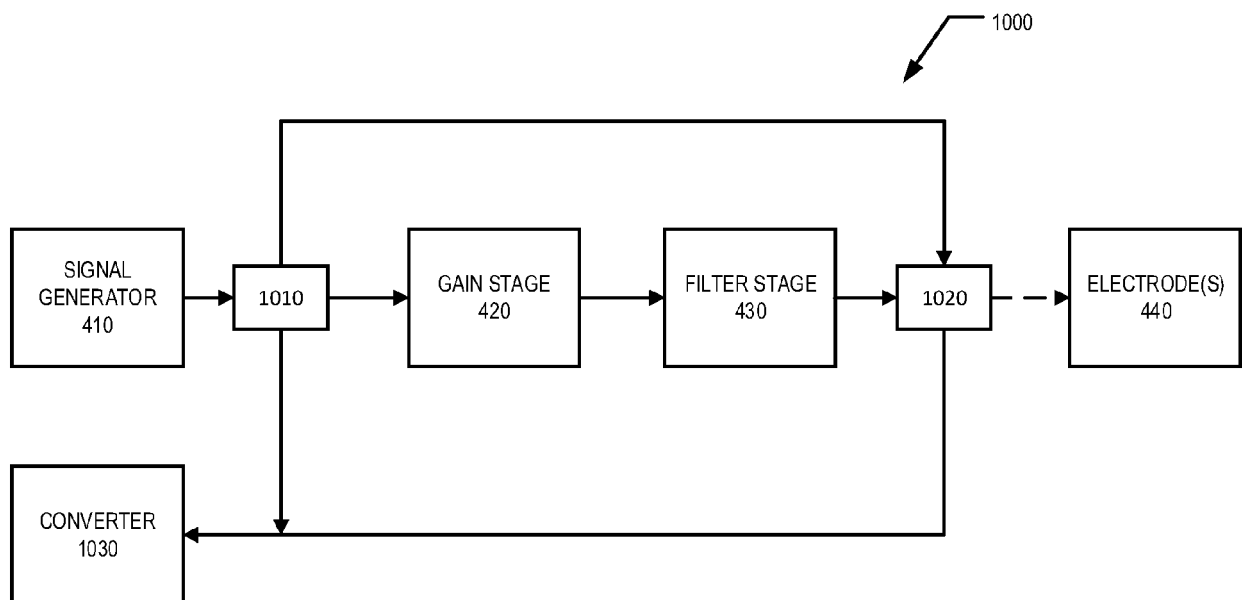 1000
SIGNAL
GENERATOR
410
1010
GAIN STAGE
420
FILTER STAGE
430
1020
ELECTRODE(S)
440
CONVERTER
1030